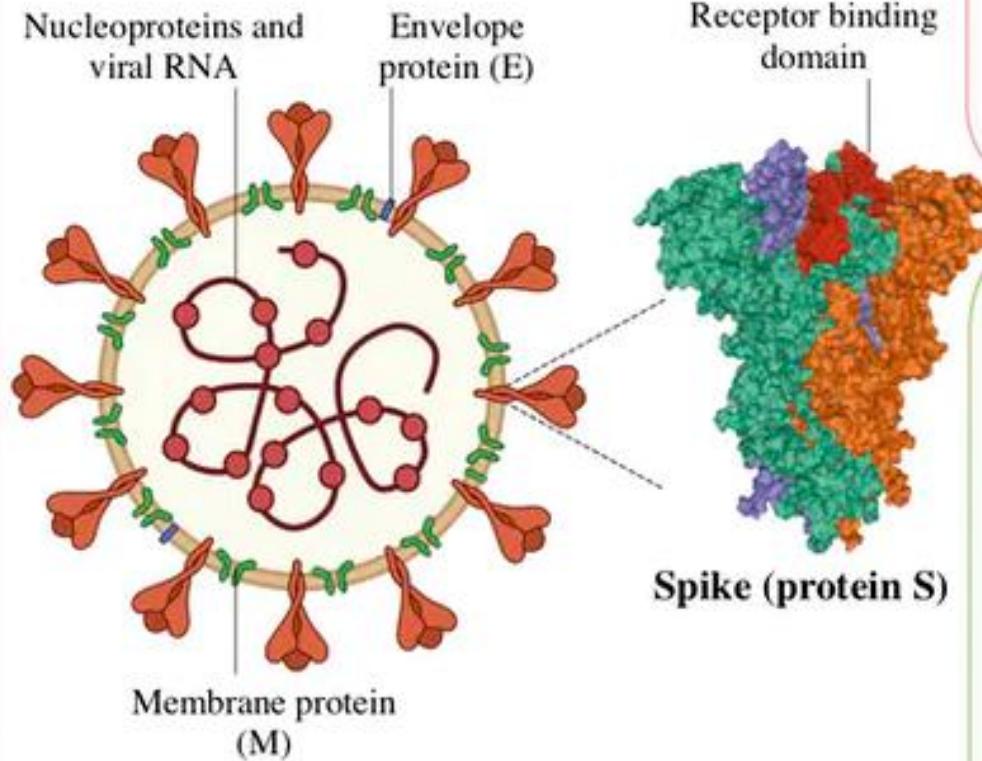 Nucleoproteins and
viral RNA
Envelope
protein (E)
Receptor binding
domain
Spike (protein S)
Membrane protein
(M)